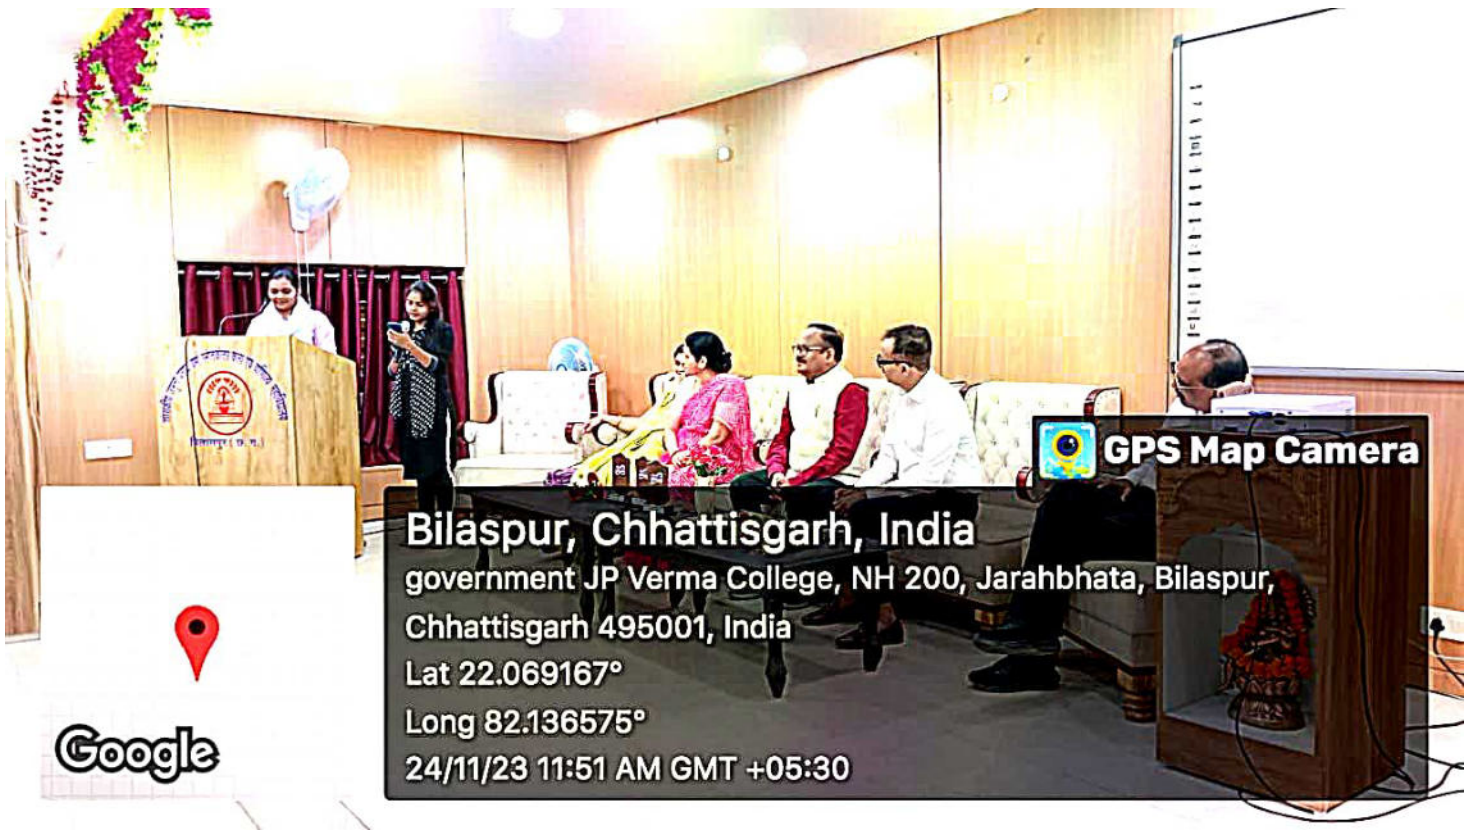 बिलासपुर ( छ. ग. )
GPS Map Camera
Bilaspur, Chhattisgarh, India
government JP Verma College, NH 200, Jarahbhata, Bilaspur,
Chhattisgarh 495001, India
Lat 22.069167°
Long 82.136575°
24/11/23 11:51 AM GMT +05:30
Google